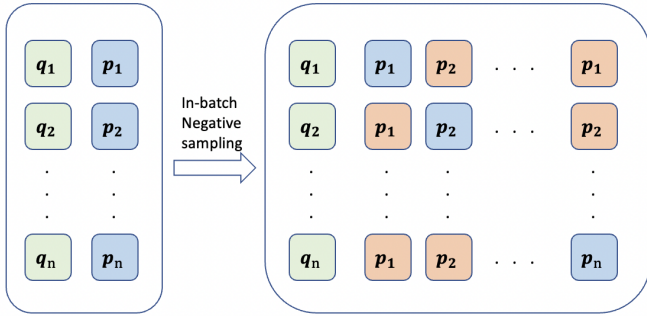 q₁ p₁
q₂ p₂
. .
. .
. .
qₙ pₙ
In-batch
Negative
sampling
q₁ p₁ p₂ . . . p₁
q₂ p₁ p₂ . . . p₂
. . . .
. . . .
. . . .
qₙ p₁ p₂ . . . pₙ